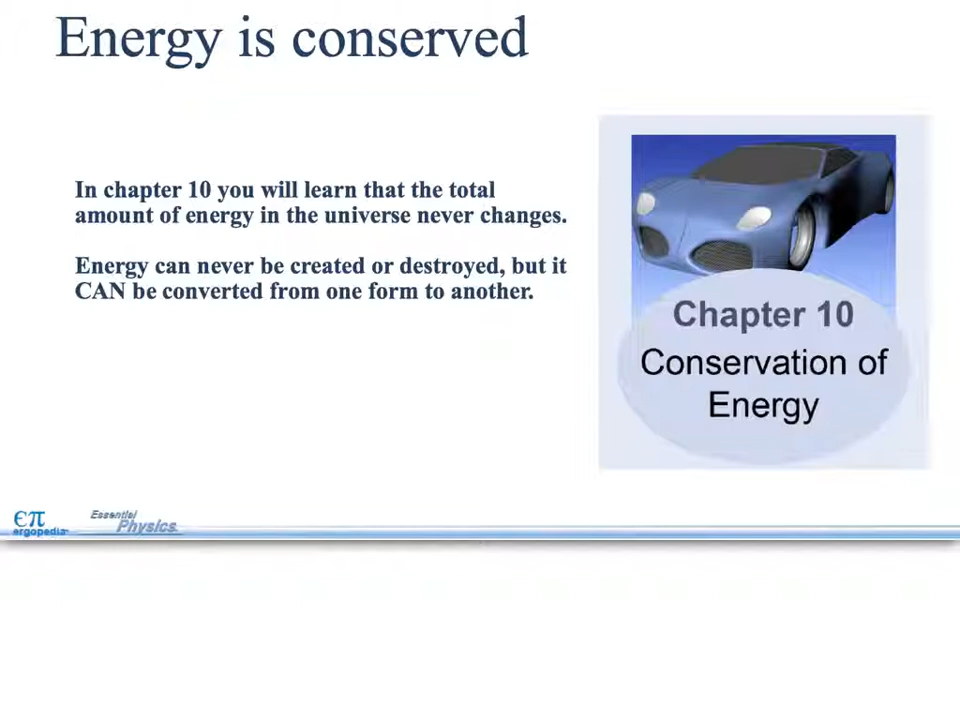 Energy is conserved
In chapter 10 you will learn that the total
amount of energy in the universe never changes.
Energy can never be created or destroyed, but it
CAN be converted from one form to another.
Chapter 10
Conservation of
Energy
єπ
ergopedia
Essential
Physics